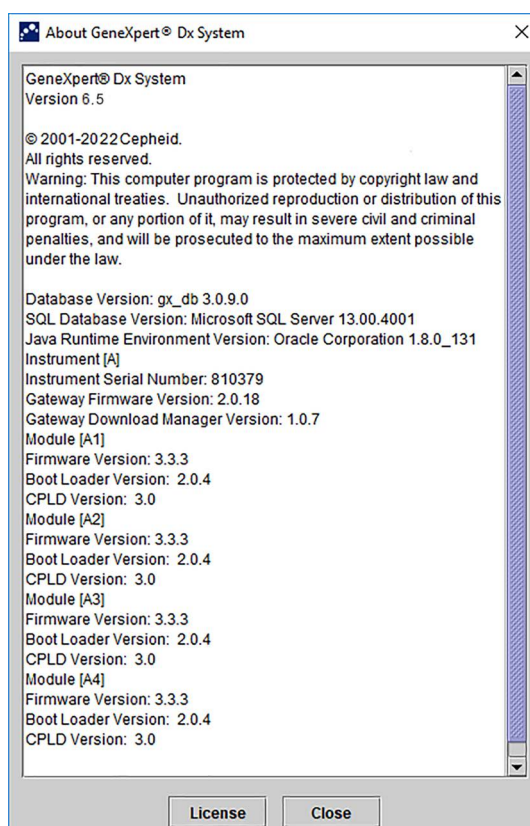 About GeneXpert® Dx System
GeneXpert® Dx System
Version 6.5
© 2001-2022 Cepheid.
All rights reserved.
Warning: This computer program is protected by copyright law and
international treaties.  Unauthorized reproduction or distribution of this
program, or any portion of it, may result in severe civil and criminal
penalties, and will be prosecuted to the maximum extent possible
under the law.
Database Version: gx_db 3.0.9.0
SQL Database Version: Microsoft SQL Server 13.00.4001
Java Runtime Environment Version: Oracle Corporation 1.8.0_131
Instrument [A]
Instrument Serial Number: 810379
Gateway Firmware Version: 2.0.18
Gateway Download Manager Version: 1.0.7
Module [A1]
Firmware Version: 3.3.3
Boot Loader Version:  2.0.4
CPLD Version:  3.0
Module [A2]
Firmware Version: 3.3.3
Boot Loader Version:  2.0.4
CPLD Version:  3.0
Module [A3]
Firmware Version: 3.3.3
Boot Loader Version:  2.0.4
CPLD Version:  3.0
Module [A4]
Firmware Version: 3.3.3
Boot Loader Version:  2.0.4
CPLD Version:  3.0
License Close